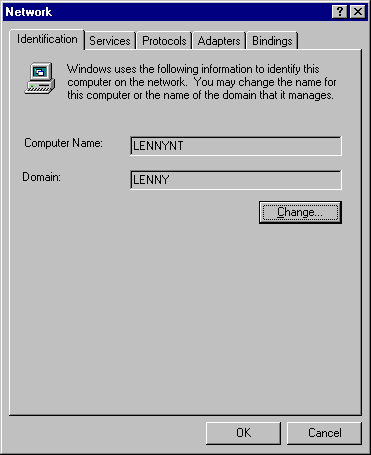 Network
Identification Services Protocols Adapters Bindings
Windows uses the following information to identify this
computer on the network. You may change the name for
this computer or the name of the domain that it manages.
Computer Name: LENNYNT
Domain: LENNY
Change...
OK Cancel